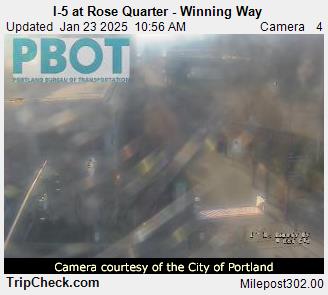 I-5 at Rose Quarter - Winning Way
Updated Jan 23 2025 10:56 AM Camera 4
PBOT
PORTLAND BUREAU OF TRANSPORTATION
Camera courtesy of the City of Portland
TripCheck.com Milepost302.00